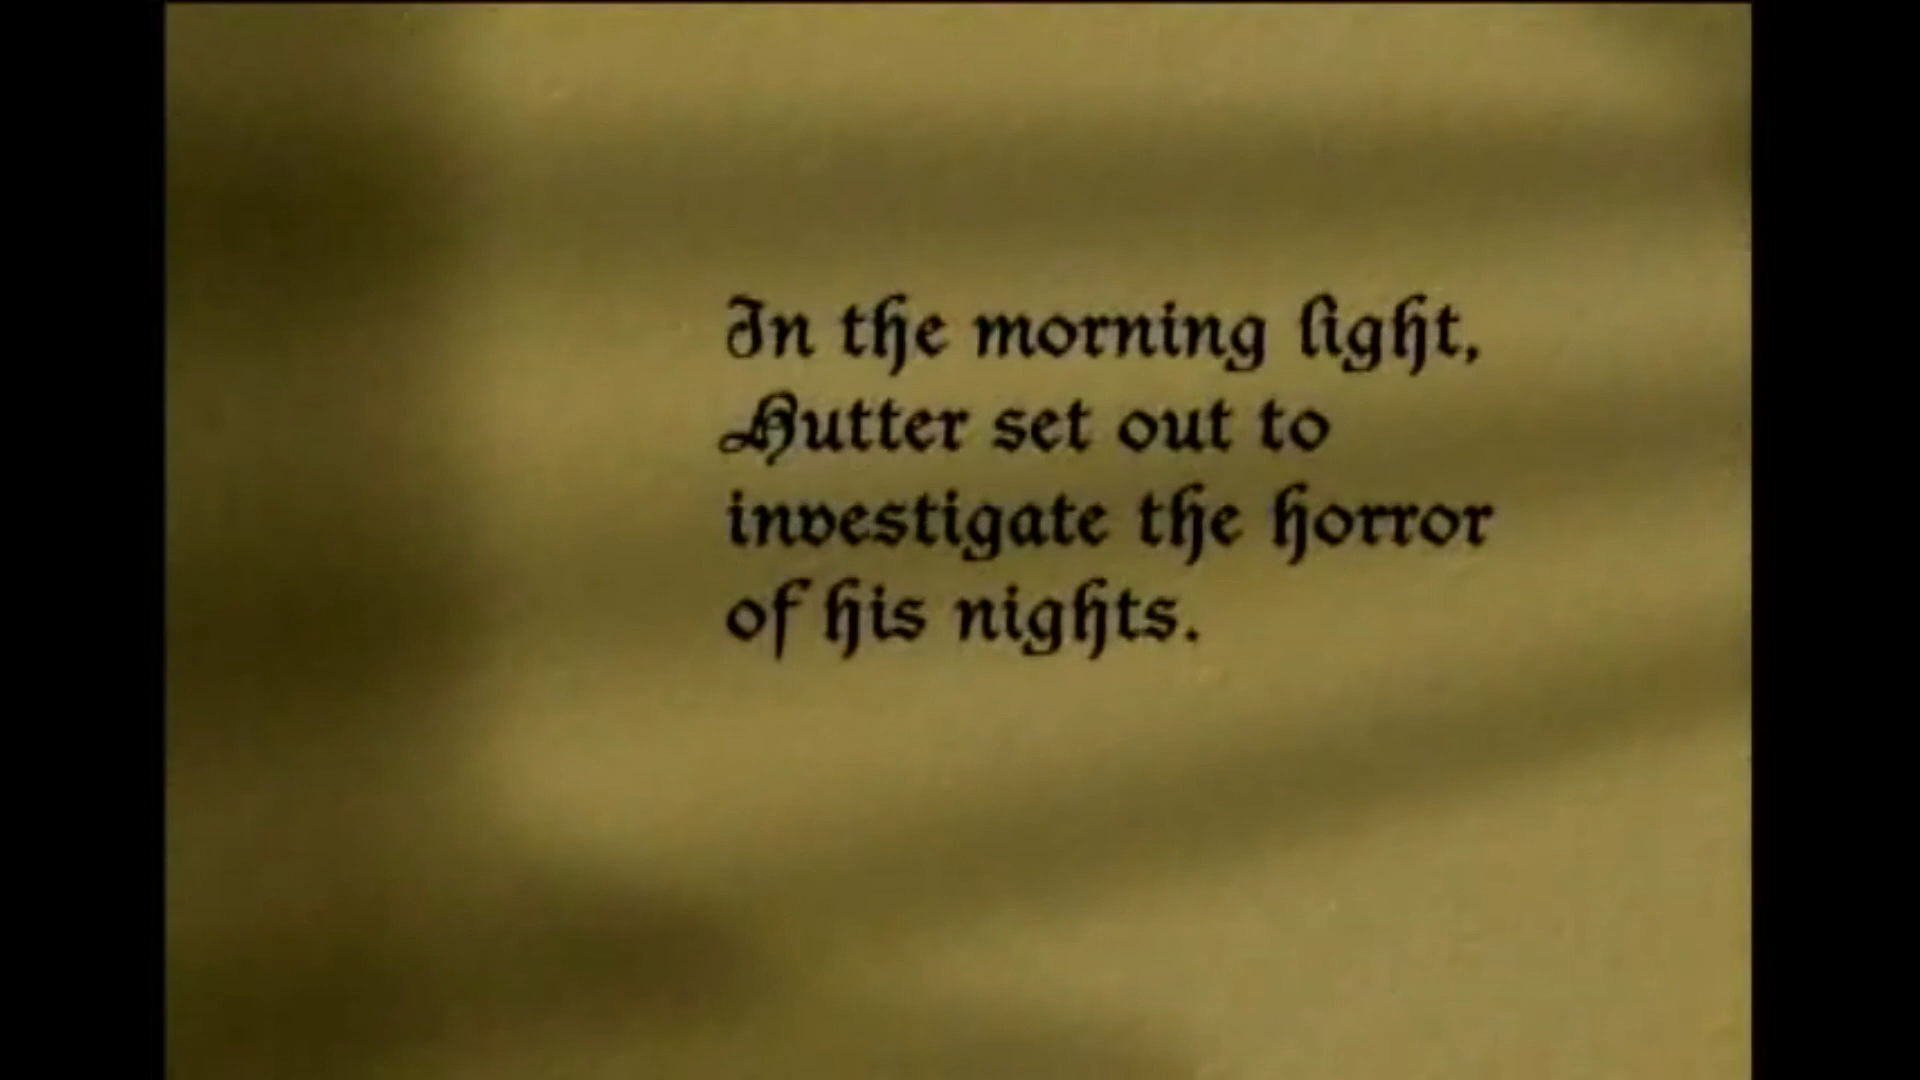 In the morning light,
Hutter set out to
investigate the horror
of his nights.